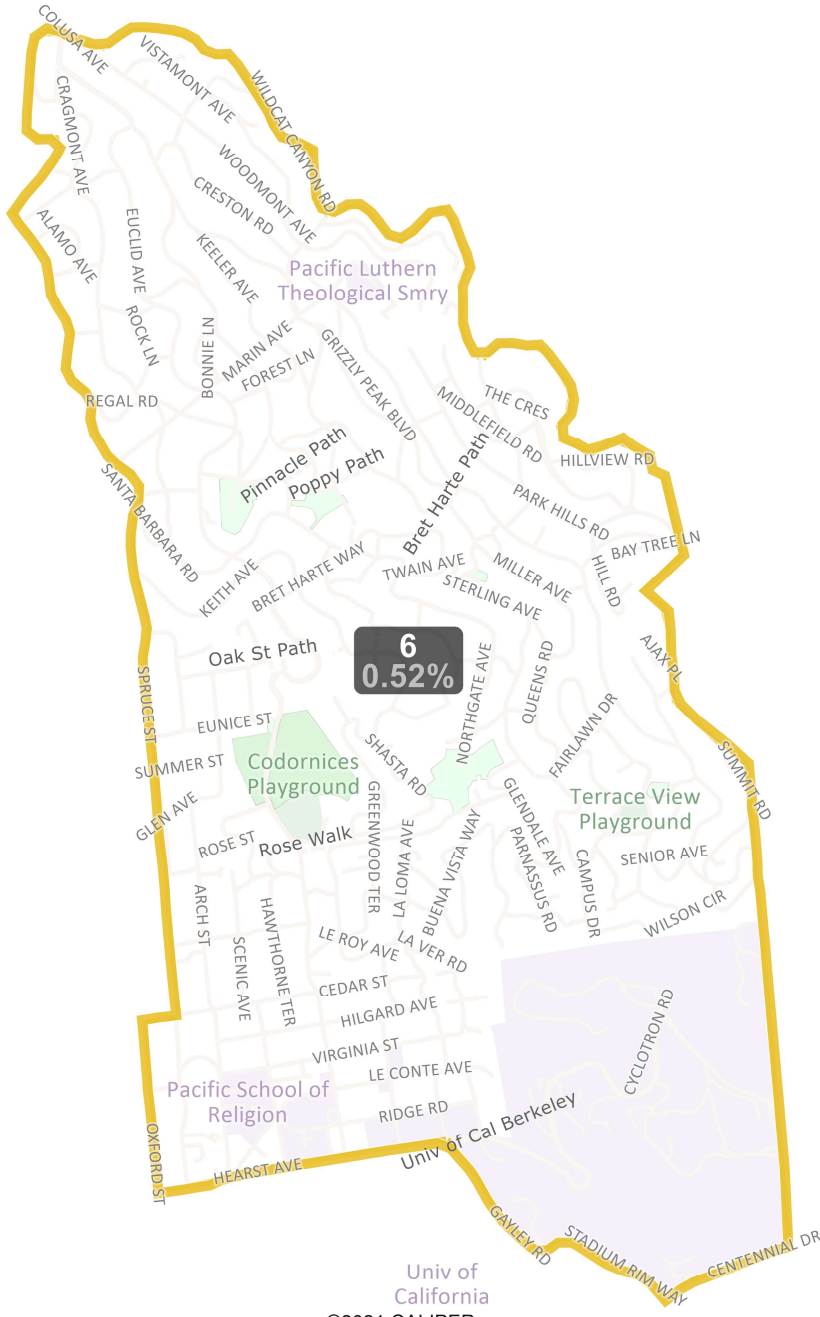 COLUSA AVE
VISTAMONT AVE
WILDCAT CANYON RD
CRAGMONT AVE
WOODMONT AVE
CRESTON RD
ALAMO AVE
EUCLID AVE
KEELER AVE
Pacific Luthern
Theological Smry
ROCK LN
BONNIE LN
MARIN AVE
FOREST LN
GRIZZLY PEAK BLVD
REGAL RD
THE CRES
MIDDLEFIELD RD
Pinnacle Path
Poppy Path
Bret Harte Path
HILLVIEW RD
SANTA BARBARA RD
PARK HILLS RD
BAY TREE LN
KEITH AVE
BRET HARTE WAY
TWAIN AVE
STERLING AVE
MILLER AVE
HILL RD
Oak St Path
6
0.52%
NORTHGATE AVE
QUEENS RD
AJAX PL
SPRUCE ST
EUNICE ST
SUMMER ST
Codornices
Playground
SHASTA RD
FAIRLAWN DR
SUMMIT RD
GLEN AVE
Terrace View
Playground
ROSE ST
Rose Walk
GREENWOOD TER
LA LOMA AVE
BUENA VISTA WAY
GLENDALE AVE
PARNASSUS RD
CAMPUS DR
SENIOR AVE
ARCH ST
SCENIC AVE
HAWTHORNE TER
LE ROY AVE
LA VER RD
WILSON CIR
CEDAR ST
HILGARD AVE
VIRGINIA ST
LE CONTE AVE
CYCLOTRON RD
Pacific School of
Religion
RIDGE RD
Univ of Cal Berkeley
OXFORD ST
HEARST AVE
GAYLEY RD
STADIUM RIM WAY
CENTENNIAL DR
Univ of
California
©2021 CALIPER